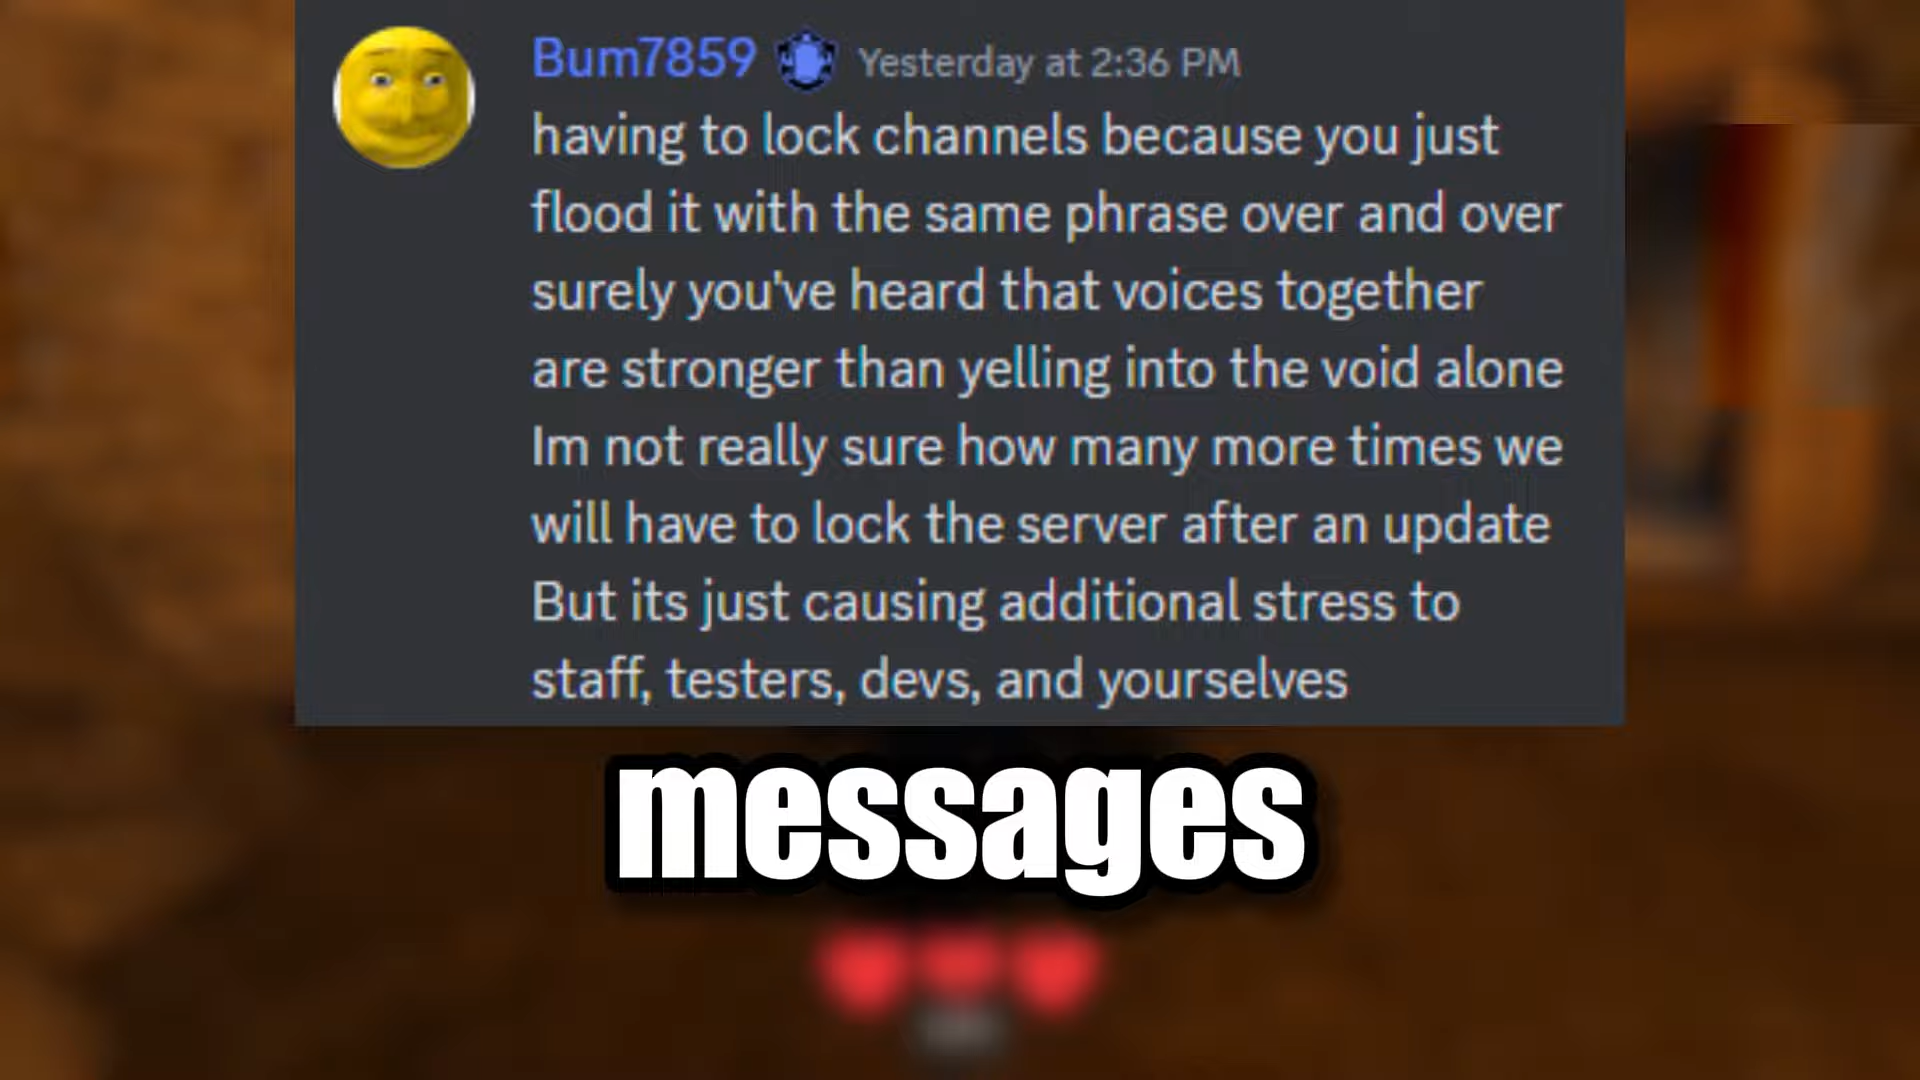 Bum7859 Yesterday at 2:36 PM
having to lock channels because you just
flood it with the same phrase over and over
surely you've heard that voices together
are stronger than yelling into the void alone
Im not really sure how many more times we
will have to lock the server after an update
But its just causing additional stress to
staff, testers, devs, and yourselves
messages